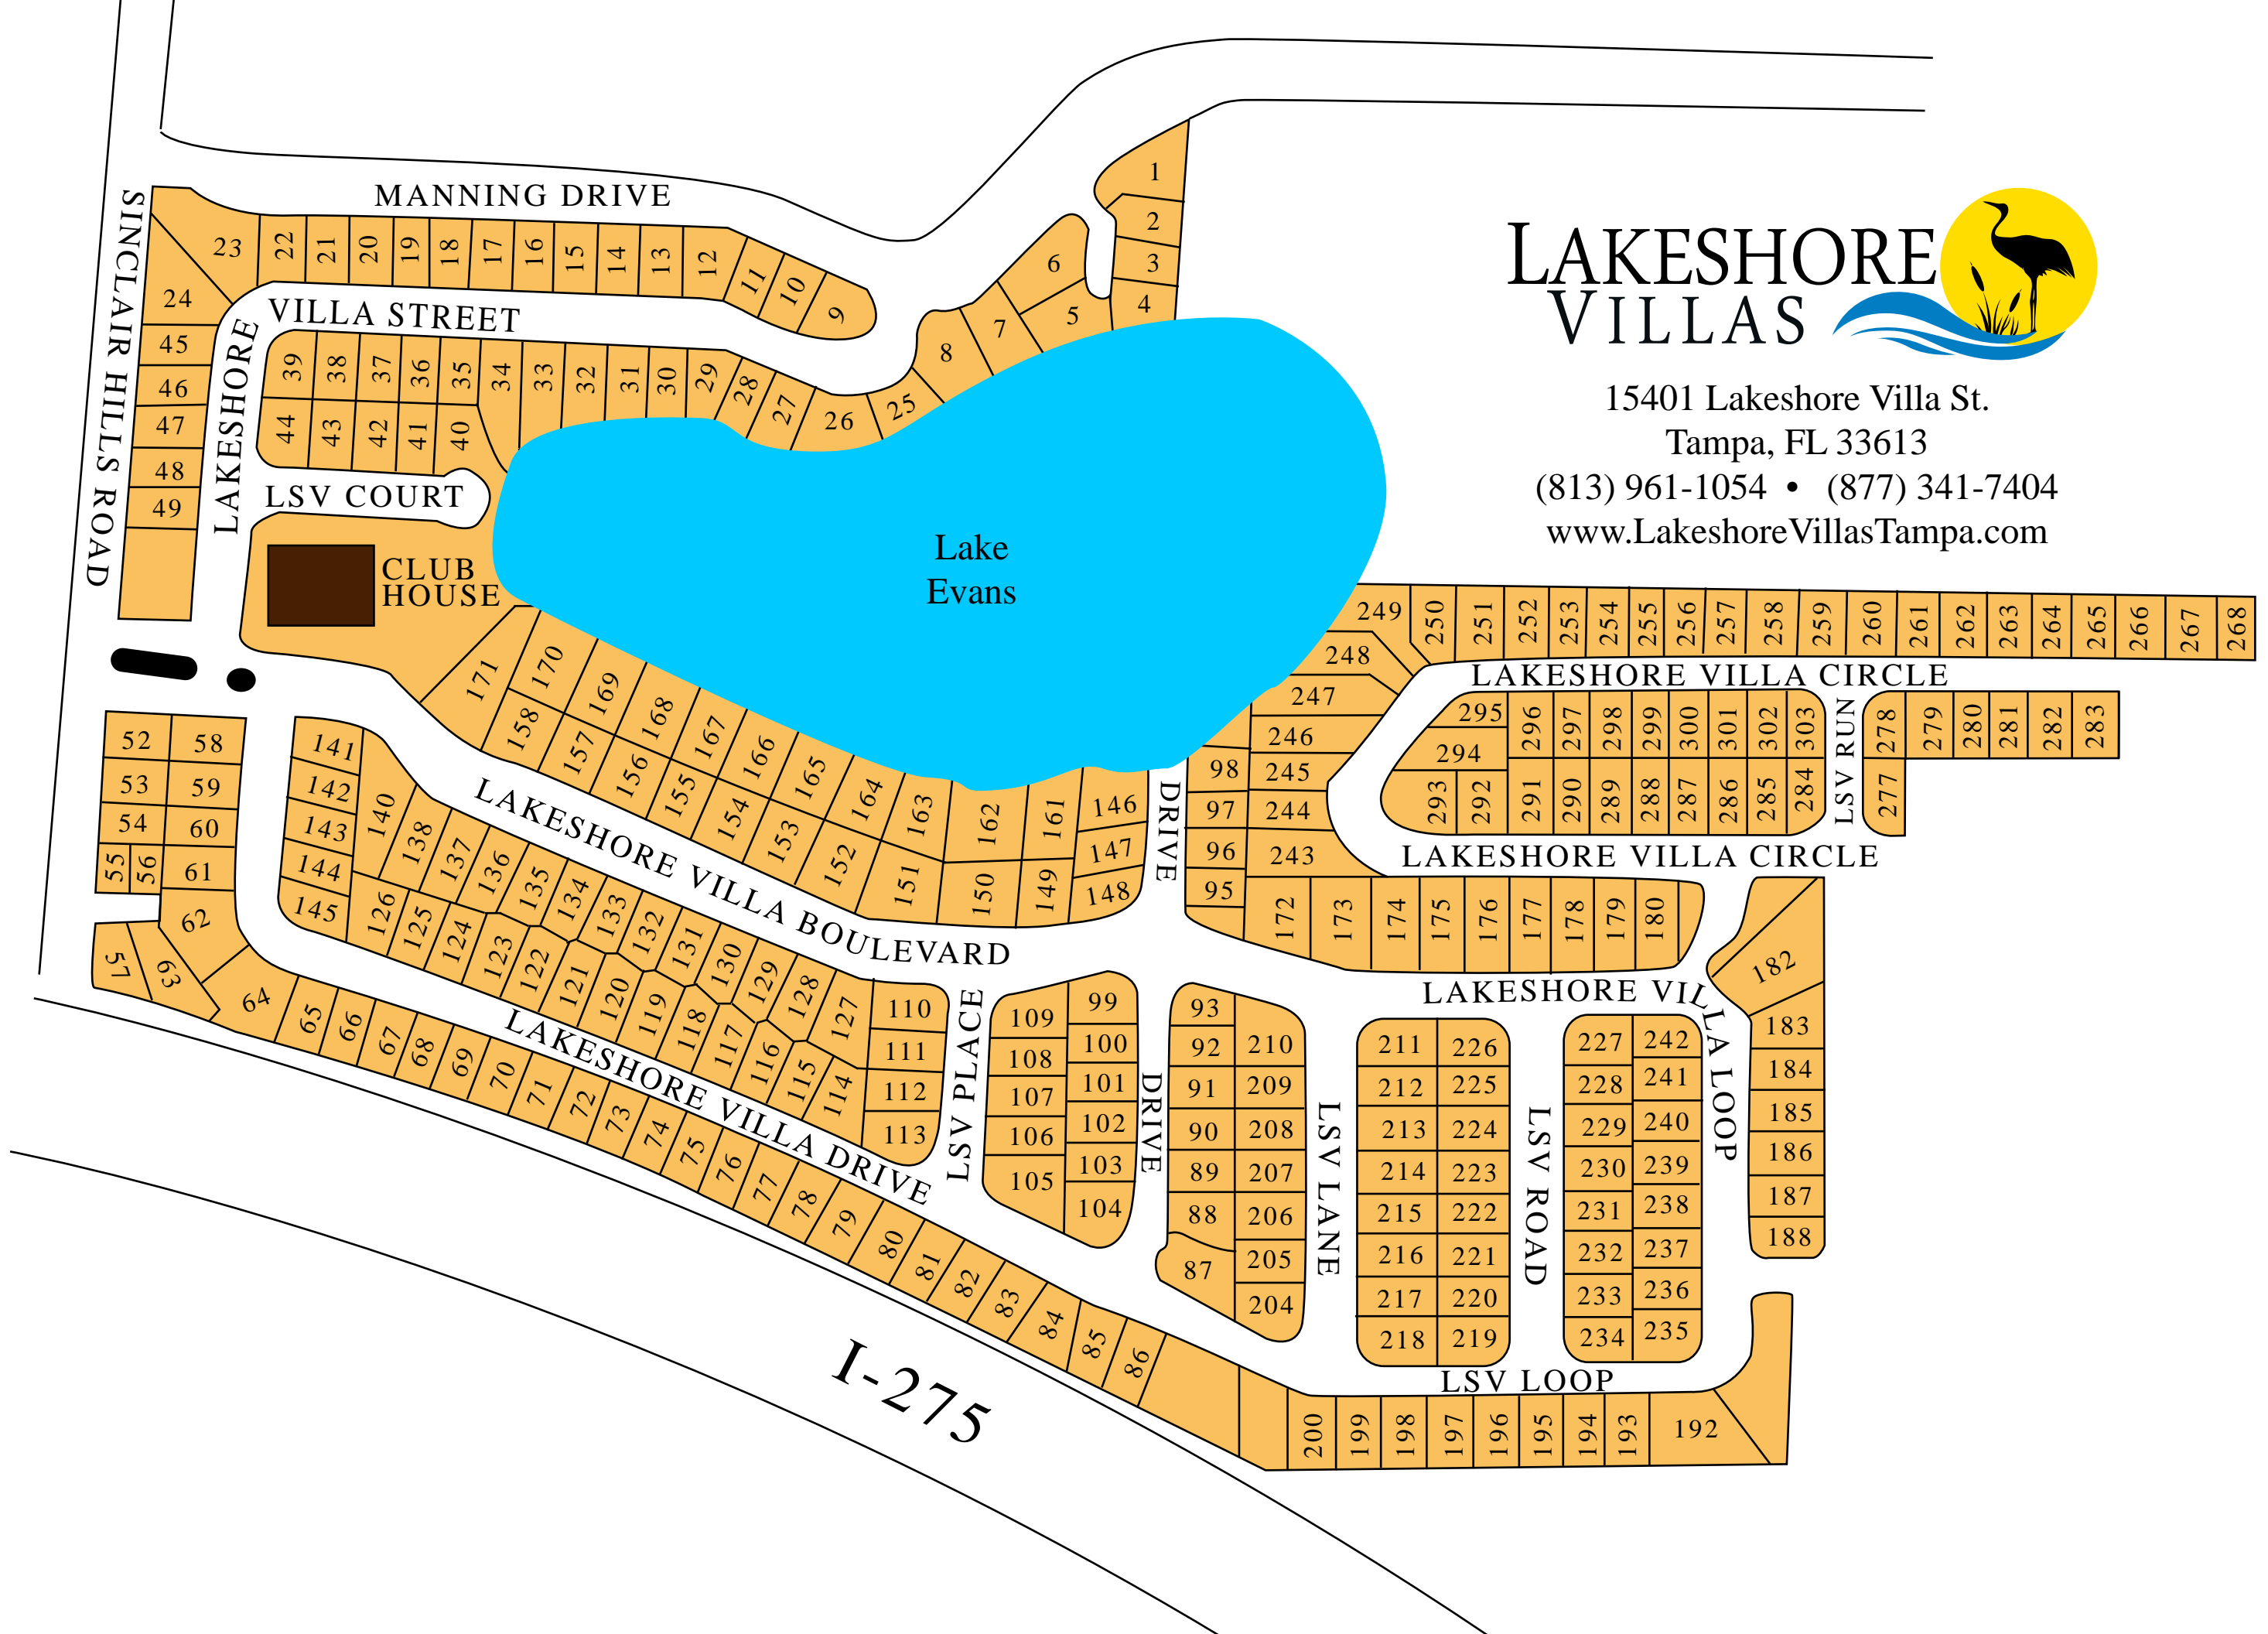 MANNING DRIVE
SINCLAIR HILLS ROAD
LAKESHORE
VILLA STREET
LSV COURT
CLUB
HOUSE
Lake
Evans
LAKESHORE
VILLAS
15401 Lakeshore Villa St.
Tampa, FL 33613
(813) 961-1054 • (877) 341-7404
www.LakeshoreVillasTampa.com
1
2
3
4
5
6
7
8
23 22 21 20 19 18 17 16 15 14 13 12 11 10 9
24
45
46
47
48
49
39 38 37 36 35 34 33 32 31 30 29 28 27 26 25
44 43 42 41 40
171 170 169 168 167 166 165 164 163 162 161
158 157 156 155 154 153 152 151 150 149
146
147
148
LAKESHORE VILLA BOULEVARD
DRIVE
249 250 251 252 253 254 255 256 257 258 259 260 261 262 263 264 265 266 267 268
248
247
246
245
244
243
98
97
96
95
LAKESHORE VILLA CIRCLE
295 296 297 298 299 300 301 302 303
294
293 292 291 290 289 288 287 286 285 284
LSV RUN
278 279 280 281 282 283
277
LAKESHORE VILLA CIRCLE
172 173 174 175 176 177 178 179 180
182
183
184
185
186
187
188
LAKESHORE VILLA LOOP
52 58
53 59
54 60
55 56 61
62
57 63 64
141
142
143
144
145
140 138 137 136 135 134 133 132 131 130 129 128 127
126 125 124 123 122 121 120 119 118 117 116 115 114
110
111
112
113
LAKESHORE VILLA DRIVE
65 66 67 68 69 70 71 72 73 74 75 76 77 78 79 80 81 82 83 84 85 86
LSV PLACE
109 99
108 100
107 101
106 102
105 103
104
DRIVE
93
92 210
91 209
90 208
89 207
88 206
87 205
204
LSV LANE
211 226
212 225
213 224
214 223
215 222
216 221
217 220
218 219
LSV ROAD
227 242
228 241
229 240
230 239
231 238
232 237
233 236
234 235
LSV LOOP
200 199 198 197 196 195 194 193 192
I-275